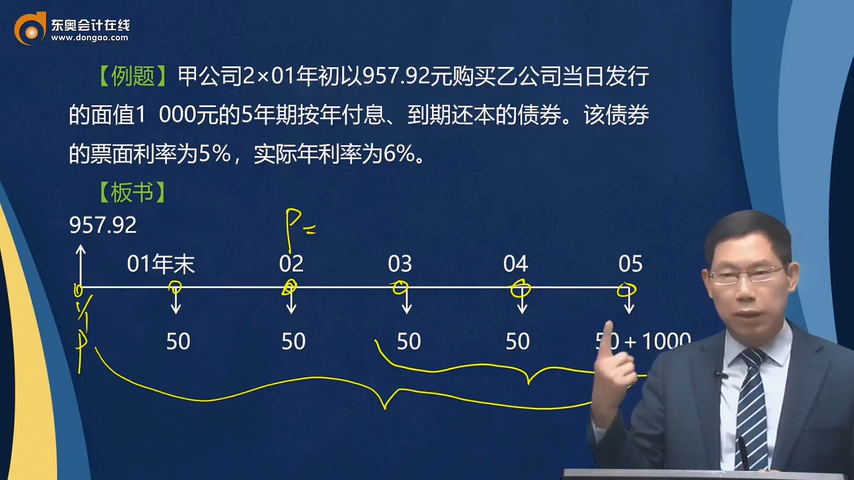 东奥会计在线
www.dongao.com
【例题】甲公司2×01年初以957.92元购买乙公司当日发行
的面值1 000元的5年期按年付息、到期还本的债券。该债券
的票面利率为5%，实际年利率为6%。
【板书】
957.92
P=
01年末 02 03 04 05
1/1
50 50 50 50 50＋1000
P